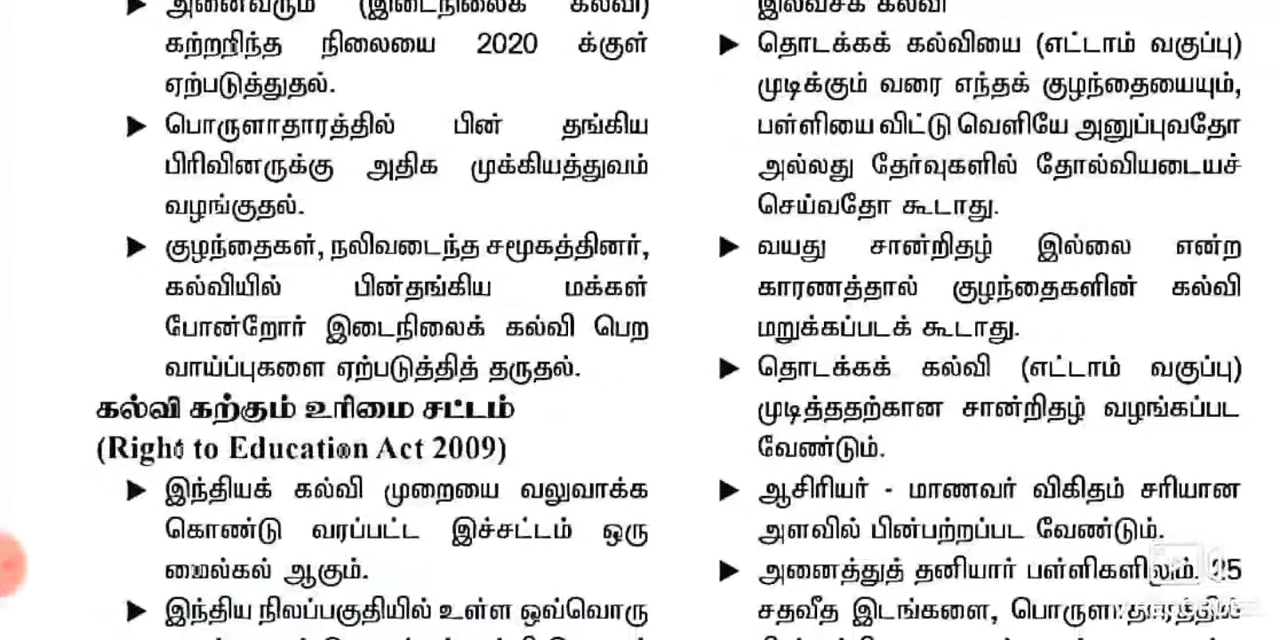 அனைவரும் (இடைநிலைக் கல்வி)
கற்றறிந்த நிலையை 2020 க்குள்
ஏற்படுத்துதல்.
பொருளாதாரத்தில் பின் தங்கிய
பிரிவினருக்கு அதிக முக்கியத்துவம்
வழங்குதல்.
குழந்தைகள், நலிவடைந்த சமூகத்தினர்,
கல்வியில் பின்தங்கிய மக்கள்
போன்றோர் இடைநிலைக் கல்வி பெற
வாய்ப்புகளை ஏற்படுத்தித் தருதல்.
கல்வி கற்கும் உரிமை சட்டம்
(Right to Education Act 2009)
இந்தியக் கல்வி முறையை வலுவாக்க
கொண்டு வரப்பட்ட இச்சட்டம் ஒரு
மைல்கல் ஆகும்.
இந்திய நிலப்பகுதியில் உள்ள ஒவ்வொரு
இலவசக் கல்வி
தொடக்கக் கல்வியை (எட்டாம் வகுப்பு)
முடிக்கும் வரை எந்தக் குழந்தையையும்,
பள்ளியை விட்டு வெளியே அனுப்புவதோ
அல்லது தேர்வுகளில் தோல்வியடையச்
செய்வதோ கூடாது.
வயது சான்றிதழ் இல்லை என்ற
காரணத்தால் குழந்தைகளின் கல்வி
மறுக்கப்படக் கூடாது.
தொடக்கக் கல்வி (எட்டாம் வகுப்பு)
முடித்ததற்கான சான்றிதழ் வழங்கப்பட
வேண்டும்.
ஆசிரியர் - மாணவர் விகிதம் சரியான
அளவில் பின்பற்றப்பட வேண்டும்.
அனைத்துத் தனியார் பள்ளிகளிலும் 25
சதவீத இடங்களை, பொருளாதாரத்தில்